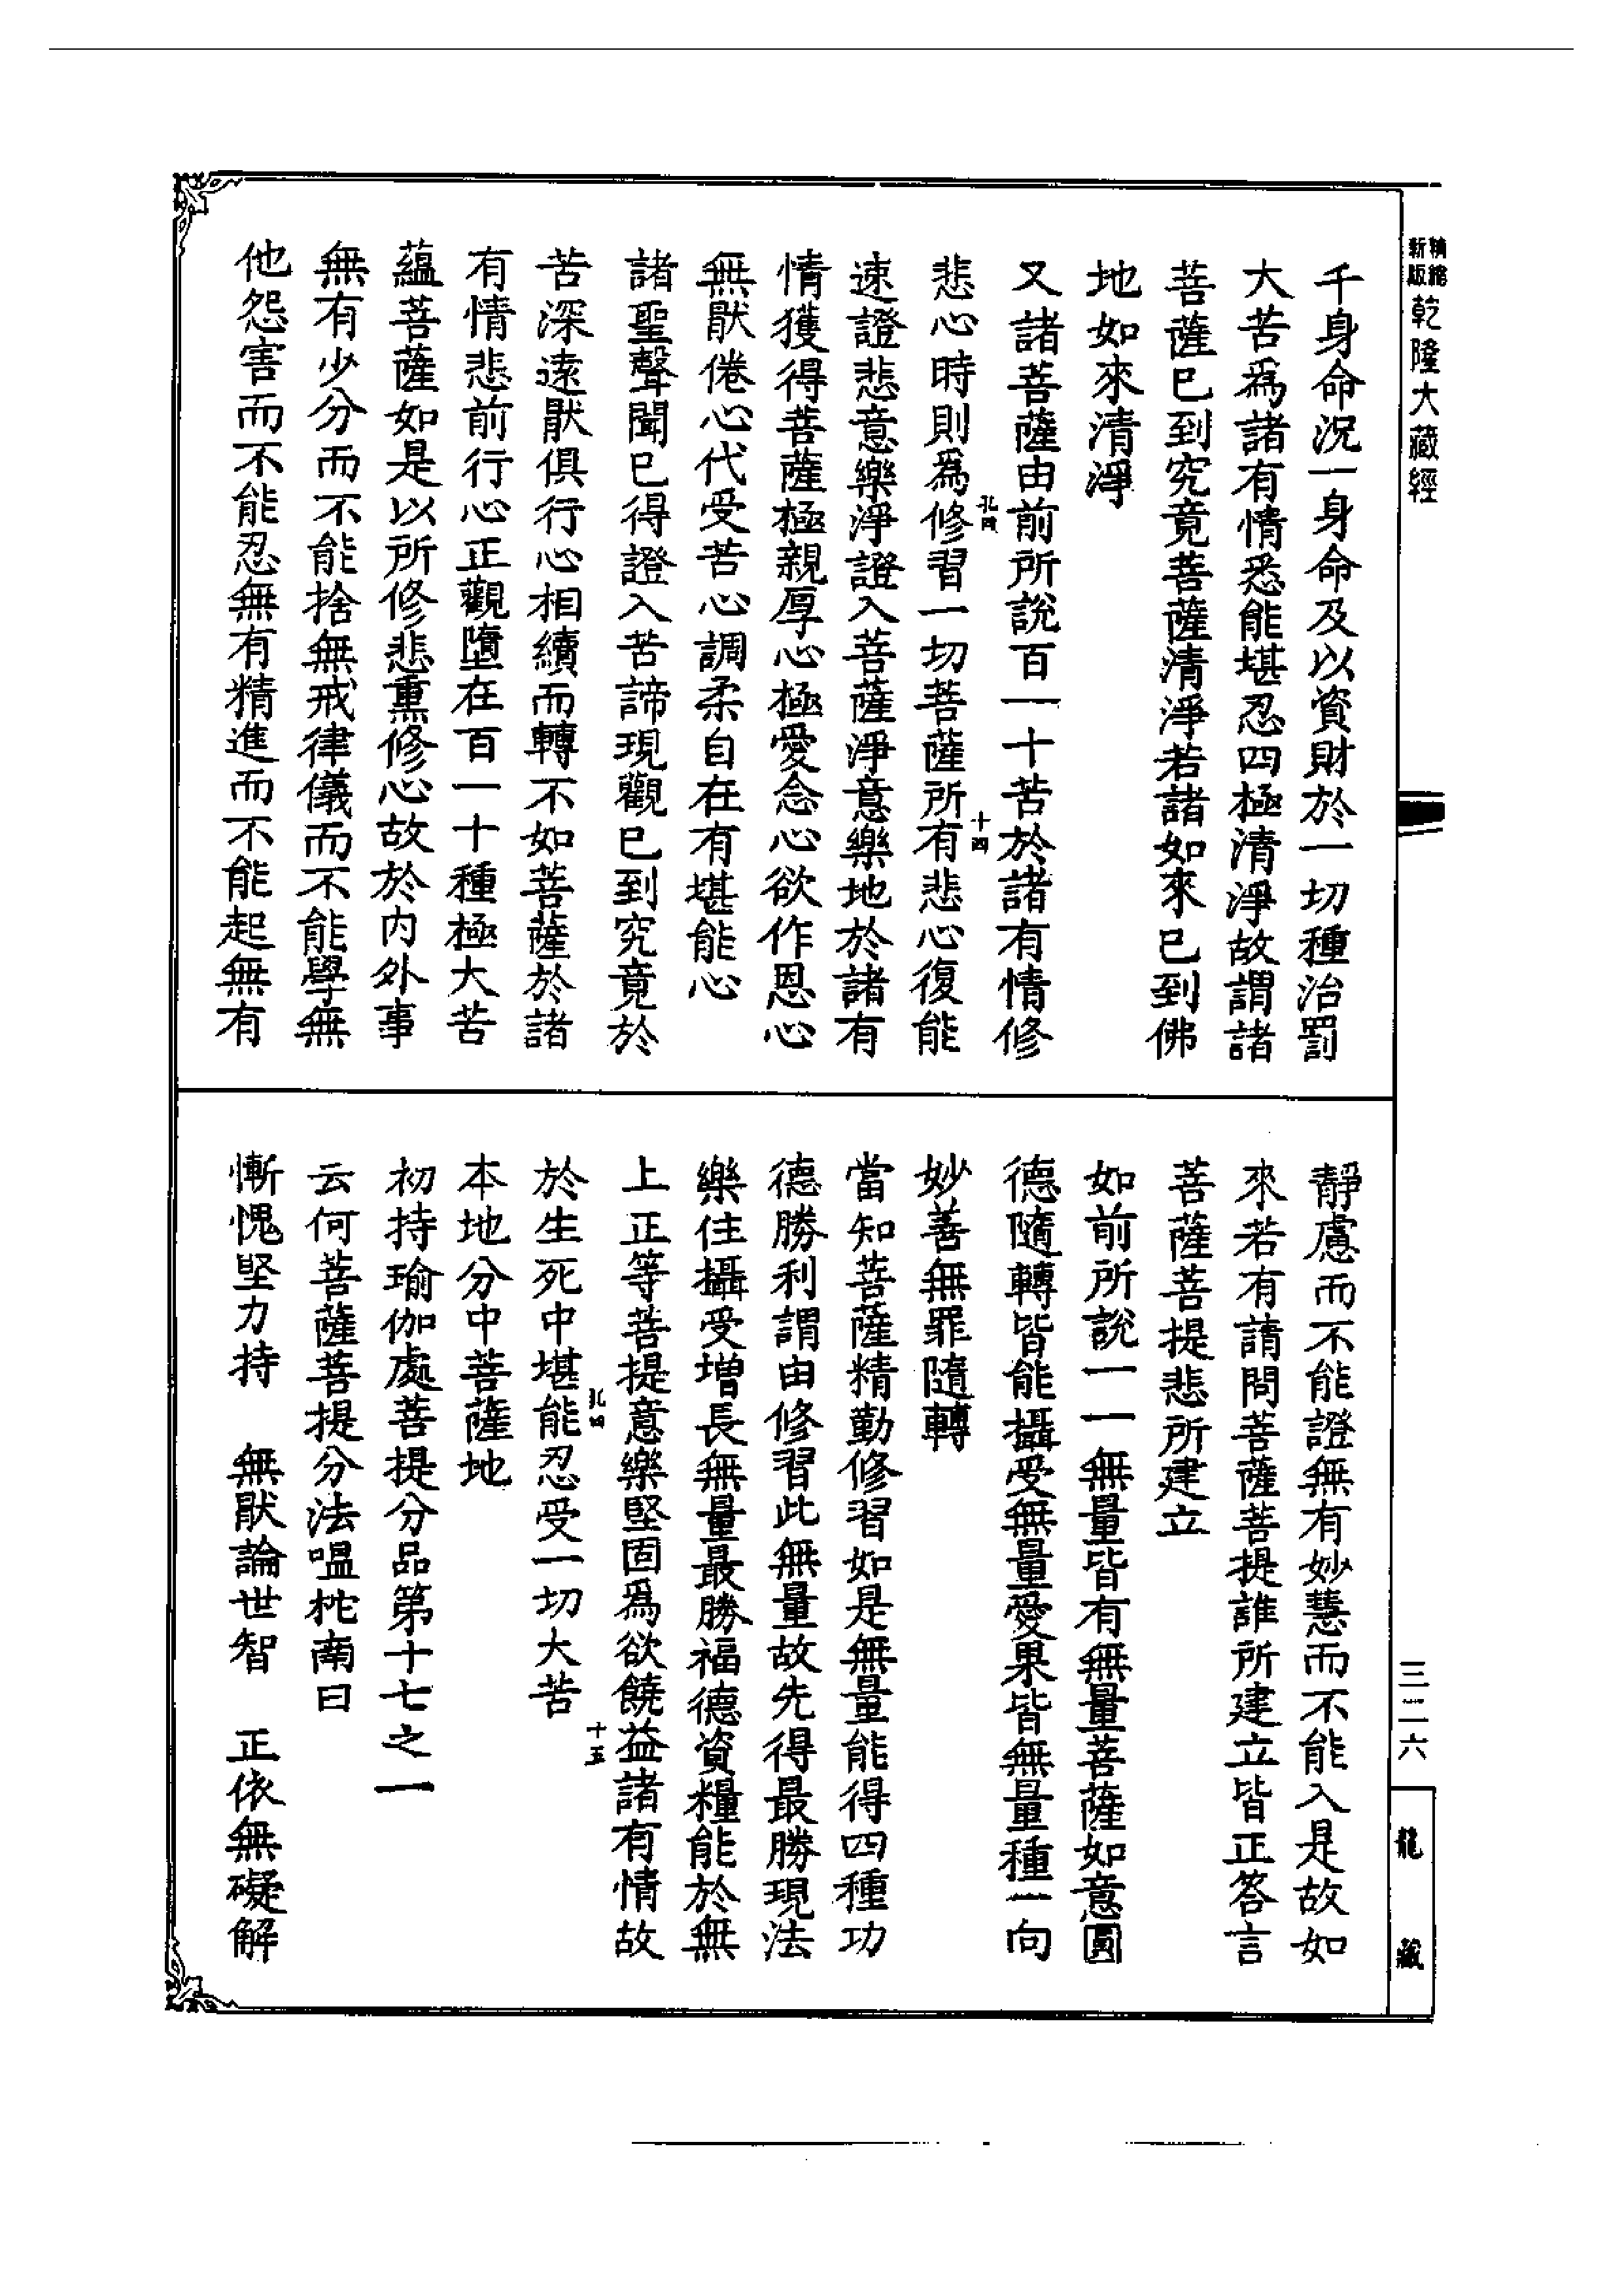 精縮
新版
乾隆大藏經
千身命況一身命及以資財於一切種治罰
大苦爲諸有情悉能堪忍四極清淨故謂諸
菩薩已到究竟菩薩清淨若諸如來已到佛
地如來清淨
又諸菩薩由前所說百一十苦於諸有情修
孔四
十四
悲心時則爲修習一切菩薩所有悲心復能
速證悲意樂淨證入菩薩淨意樂地於諸有
情獲得菩薩極親厚心極愛念心欲作恩心
無猒倦心代受苦心調柔自在有堪能心
諸聖聲聞已得證入苦諦現觀已到究竟於
苦深遠猒俱行心相續而轉不如菩薩於諸
有情悲前行心正觀墮在百一十種極大苦
蘊菩薩如是以所修悲熏修心故於內外事
無有少分而不能捨無戒律儀而不能學無
他怨害而不能忍無有精進而不能起無有
三二六
龍藏
靜慮而不能證無有妙慧而不能入是故如
來若有請問菩薩菩提誰所建立皆正答言
菩薩菩提悲所建立
如前所說一一無量皆有無量菩薩如意圓
德隨轉皆能攝受無量愛果皆無量種一向
妙善無罪隨轉
當知菩薩精勤修習如是無量能得四種功
德勝利謂由修習此無量故先得最勝現法
樂住攝受增長無量最勝福德資糧能於無
上正等菩提意樂堅固爲欲饒益諸有情故
孔四
十五
於生死中堪能忍受一切大苦
本地分中菩薩地
初持瑜伽處菩提分品第十七之一
云何菩薩菩提分法嗢柁南曰
慚愧堅力持　無猒論世智　正依無礙解